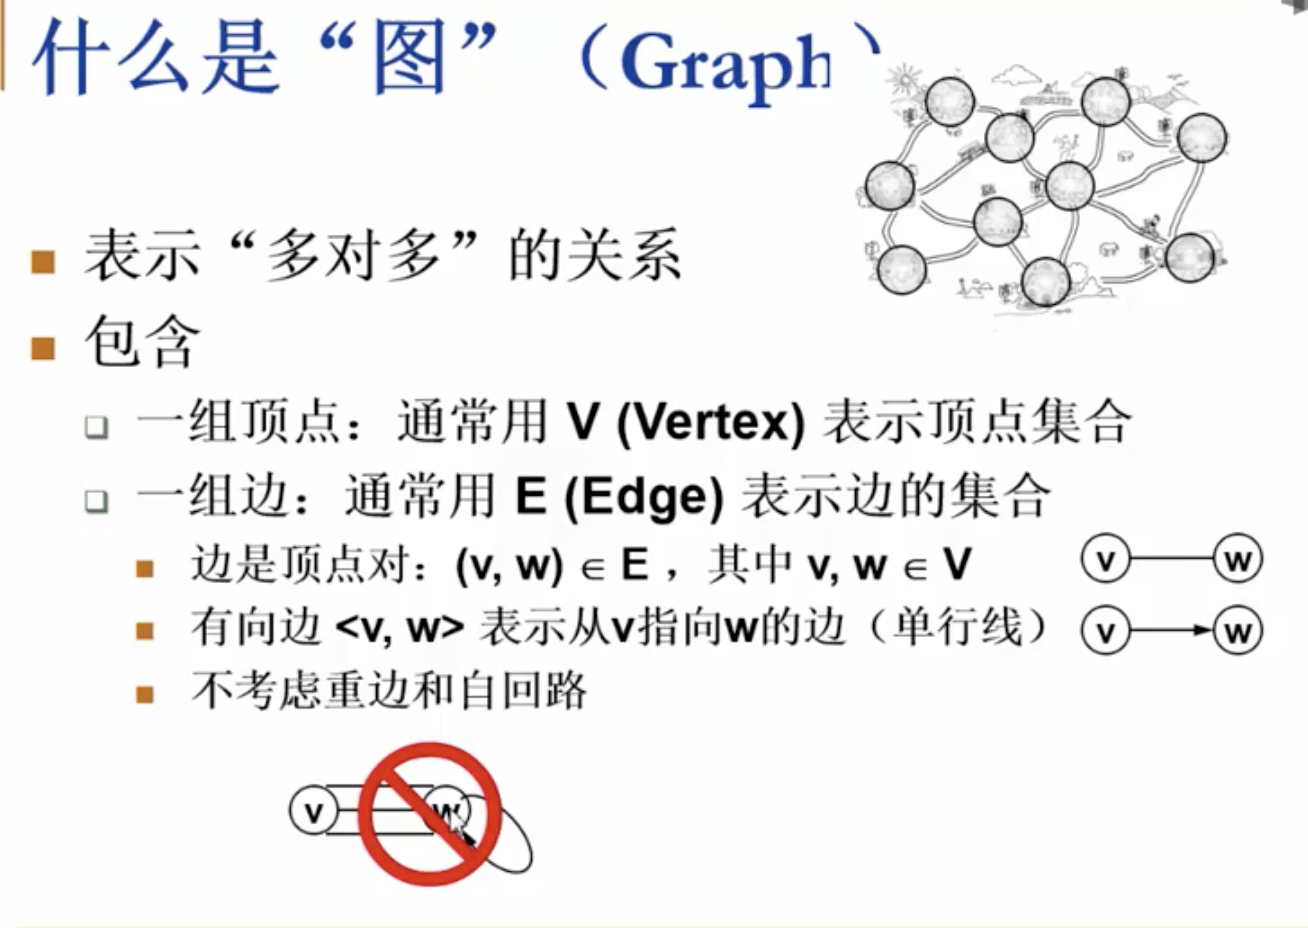 什么是“图”（Graph）
表示“多对多”的关系
包含
一组顶点：通常用 V (Vertex) 表示顶点集合
一组边：通常用 E (Edge) 表示边的集合
边是顶点对：(v, w) ∈ E ，其中 v, w ∈ V
v w
有向边 <v, w> 表示从v指向w的边（单行线）
v w
不考虑重边和自回路
v w